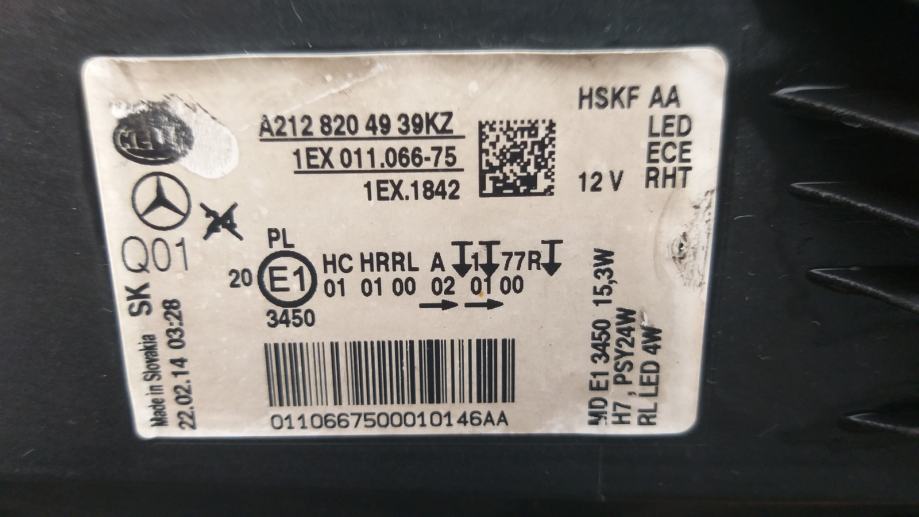 HELLA
A212 820 49 39KZ
1EX 011.066-75
1EX.1842
HSKF AA
LED
ECE
12 V RHT
Q01
SK
Made in Slovakia
22.02.14 03:28
PL
20 E1
3450
HC HRRL A 1 77R
01 01 00 02 01 00
0110667500010146AA
MD E1 3450 15,3W
H7 , PSY24W
RL LED 4W